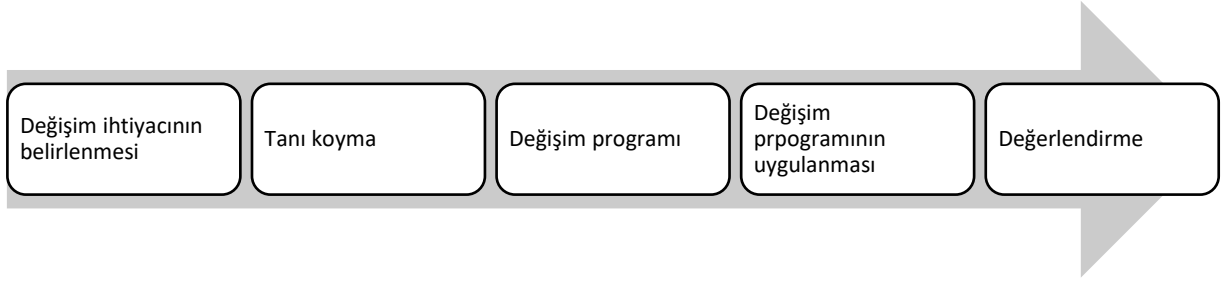 Değişim ihtiyacının
belirlenmesi
Tanı koyma
Değişim programı
Değişim
prpogramının
uygulanması
Değerlendirme